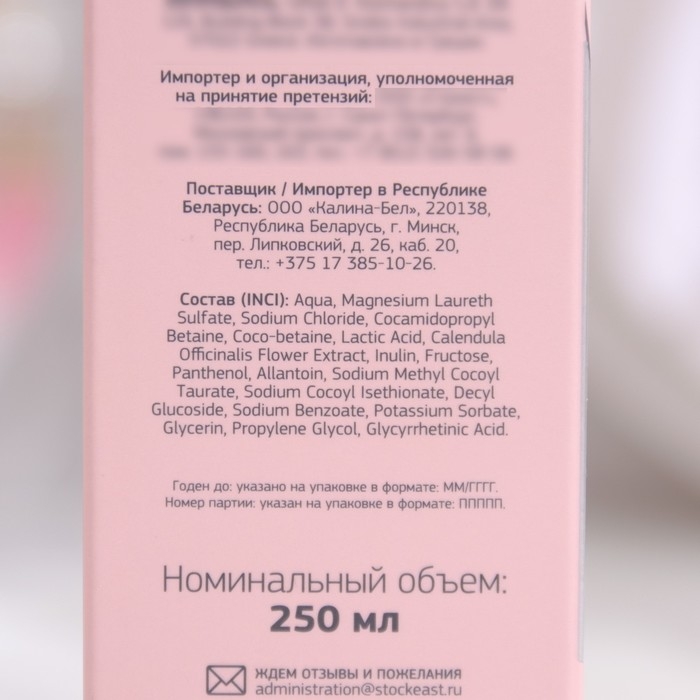 Импортер и организация, уполномоченная
на принятие претензий:
Поставщик / Импортер в Республике
Беларусь: ООО «Калина-Бел», 220138,
Республика Беларусь, г. Минск,
пер. Липковский, д. 26, каб. 20,
тел.: +375 17 385-10-26.
Состав (INCI): Aqua, Magnesium Laureth
Sulfate, Sodium Chloride, Cocamidopropyl
Betaine, Coco-betaine, Lactic Acid, Calendula
Officinalis Flower Extract, Inulin, Fructose,
Panthenol, Allantoin, Sodium Methyl Cocoyl
Taurate, Sodium Cocoyl Isethionate, Decyl
Glucoside, Sodium Benzoate, Potassium Sorbate,
Glycerin, Propylene Glycol, Glycyrrhetinic Acid.
Годен до: указано на упаковке в формате: ММ/ГГГГ.
Номер партии: указан на упаковке в формате: ППППП.
Номинальный объем:
250 мл
ЖДЕМ ОТЗЫВЫ И ПОЖЕЛАНИЯ
administration@stockeast.ru